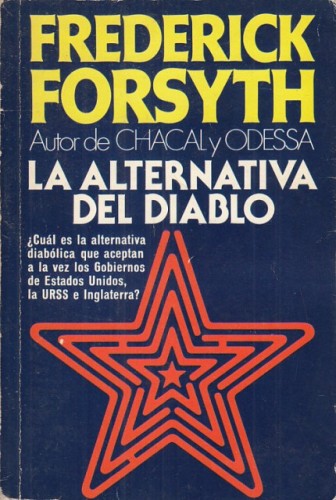 FREDERICK
FORSYTH
Autor de CHACAL y ODESSA
LA ALTERNATIVA
DEL DIABLO
¿Cuál es la alternativa
diabólica que aceptan
a la vez los Gobiernos
de Estados Unidos,
la URSS e Inglaterra?